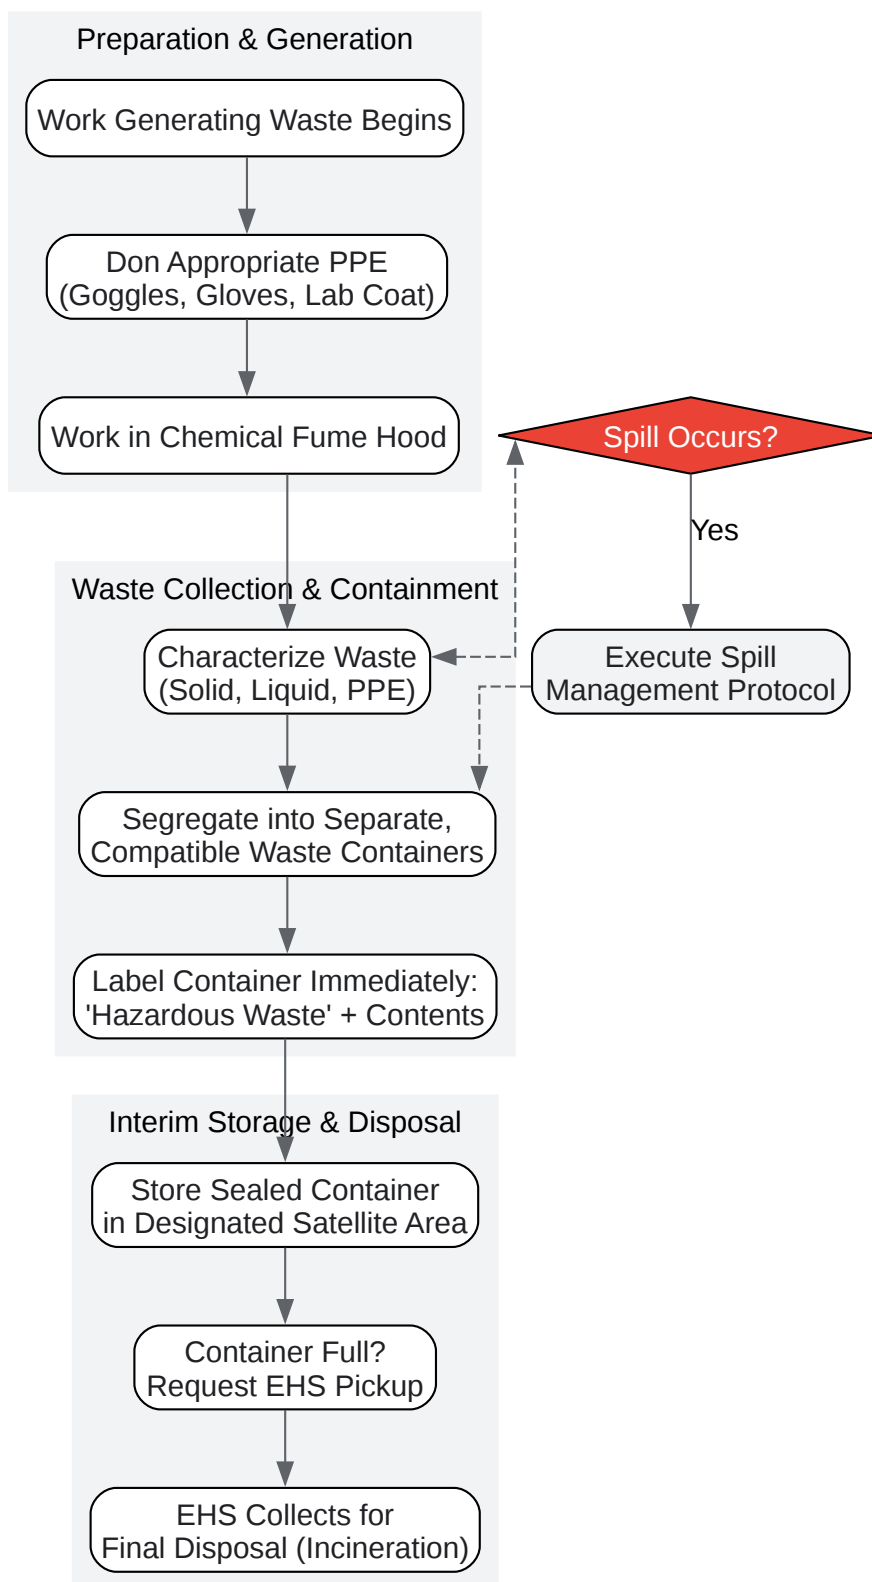 Preparation & Generation
Work Generating Waste Begins
Don Appropriate PPE
(Goggles, Gloves, Lab Coat)
Work in Chemical Fume Hood
Spill Occurs?
Yes
Waste Collection & Containment
Characterize Waste
(Solid, Liquid, PPE)
Execute Spill
Management Protocol
Segregate into Separate,
Compatible Waste Containers
Label Container Immediately:
'Hazardous Waste' + Contents
Interim Storage & Disposal
Store Sealed Container
in Designated Satellite Area
Container Full?
Request EHS Pickup
EHS Collects for
Final Disposal (Incineration)